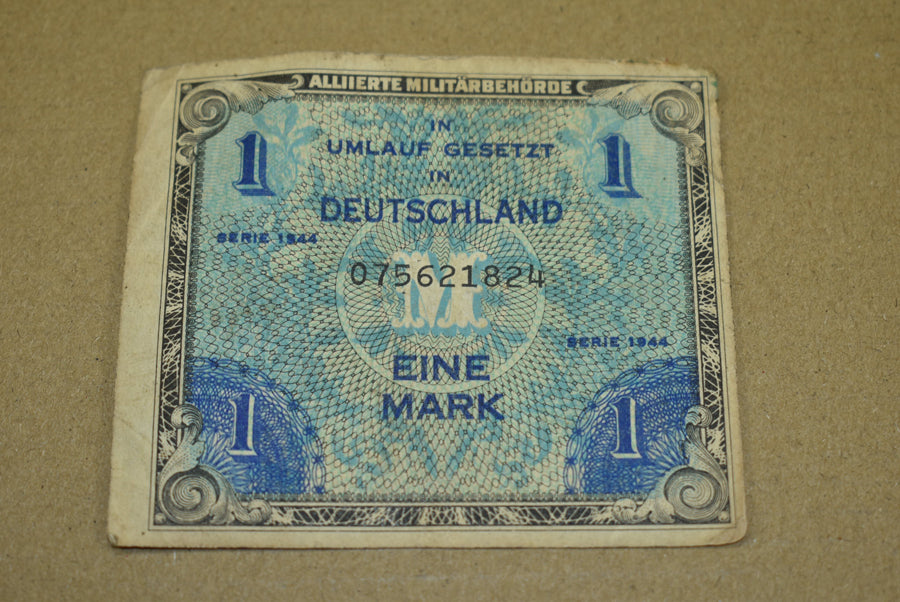 ALLIIERTE MILITÄRBEHÖRDE
1
IN
1
UMLAUF GESETZT
IN
DEUTSCHLAND
SERIE 1944
075621824
M
SERIE 1944
EINE
MARK
1
1